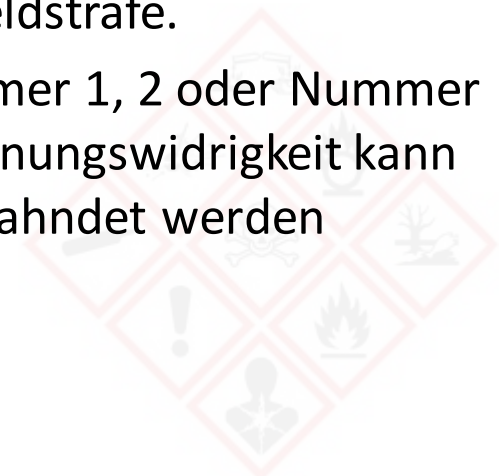 eldstrafe.
mer 1, 2 oder Nummer
nungswidrigkeit kann
ahndet werden